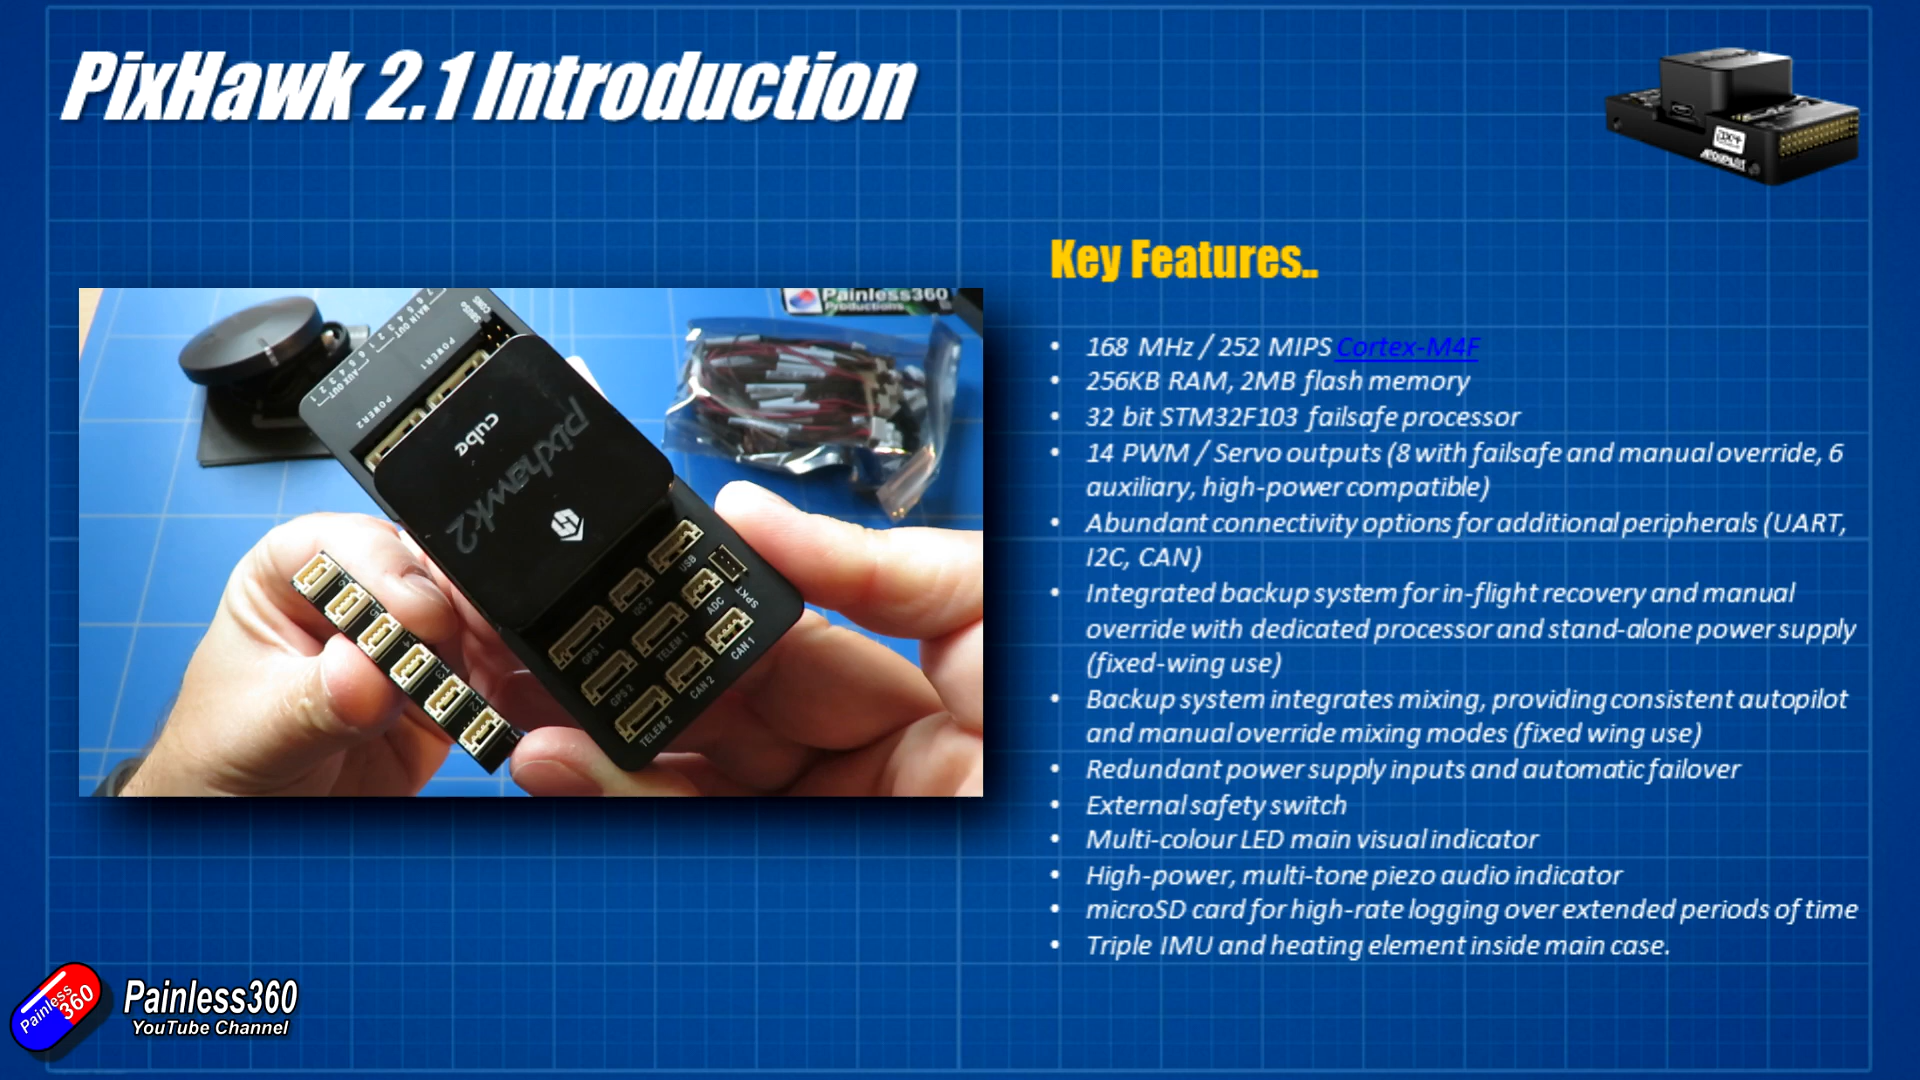 PixHawk 2.1 Introduction
Key Features..
• 168 MHz / 252 MIPS Cortex-M4F
• 256KB RAM, 2MB flash memory
• 32 bit STM32F103 failsafe processor
• 14 PWM / Servo outputs (8 with failsafe and manual override, 6
auxiliary, high-power compatible)
• Abundant connectivity options for additional peripherals (UART,
I2C, CAN)
• Integrated backup system for in-flight recovery and manual
override with dedicated processor and stand-alone power supply
(fixed-wing use)
• Backup system integrates mixing, providing consistent autopilot
and manual override mixing modes (fixed wing use)
• Redundant power supply inputs and automatic failover
• External safety switch
• Multi-colour LED main visual indicator
• High-power, multi-tone piezo audio indicator
• microSD card for high-rate logging over extended periods of time
• Triple IMU and heating element inside main case.
Painless360
Productions
MAIN OUT
AUX OUT
POWER1
POWER2
cube
pixhawk2
USB
SPKT
ADC
I2C 2
CAN 1
TELEM 1
GPS 1
CAN 2
GPS 2
TELEM 2
ARDUPILOT
Painless
360
Painless360
YouTube Channel